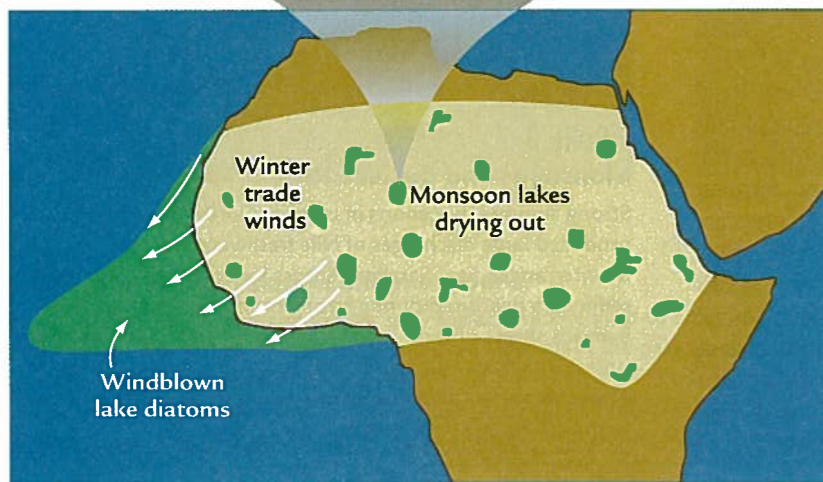 Winter
trade
winds
Monsoon lakes
drying out
Windblown
lake diatoms